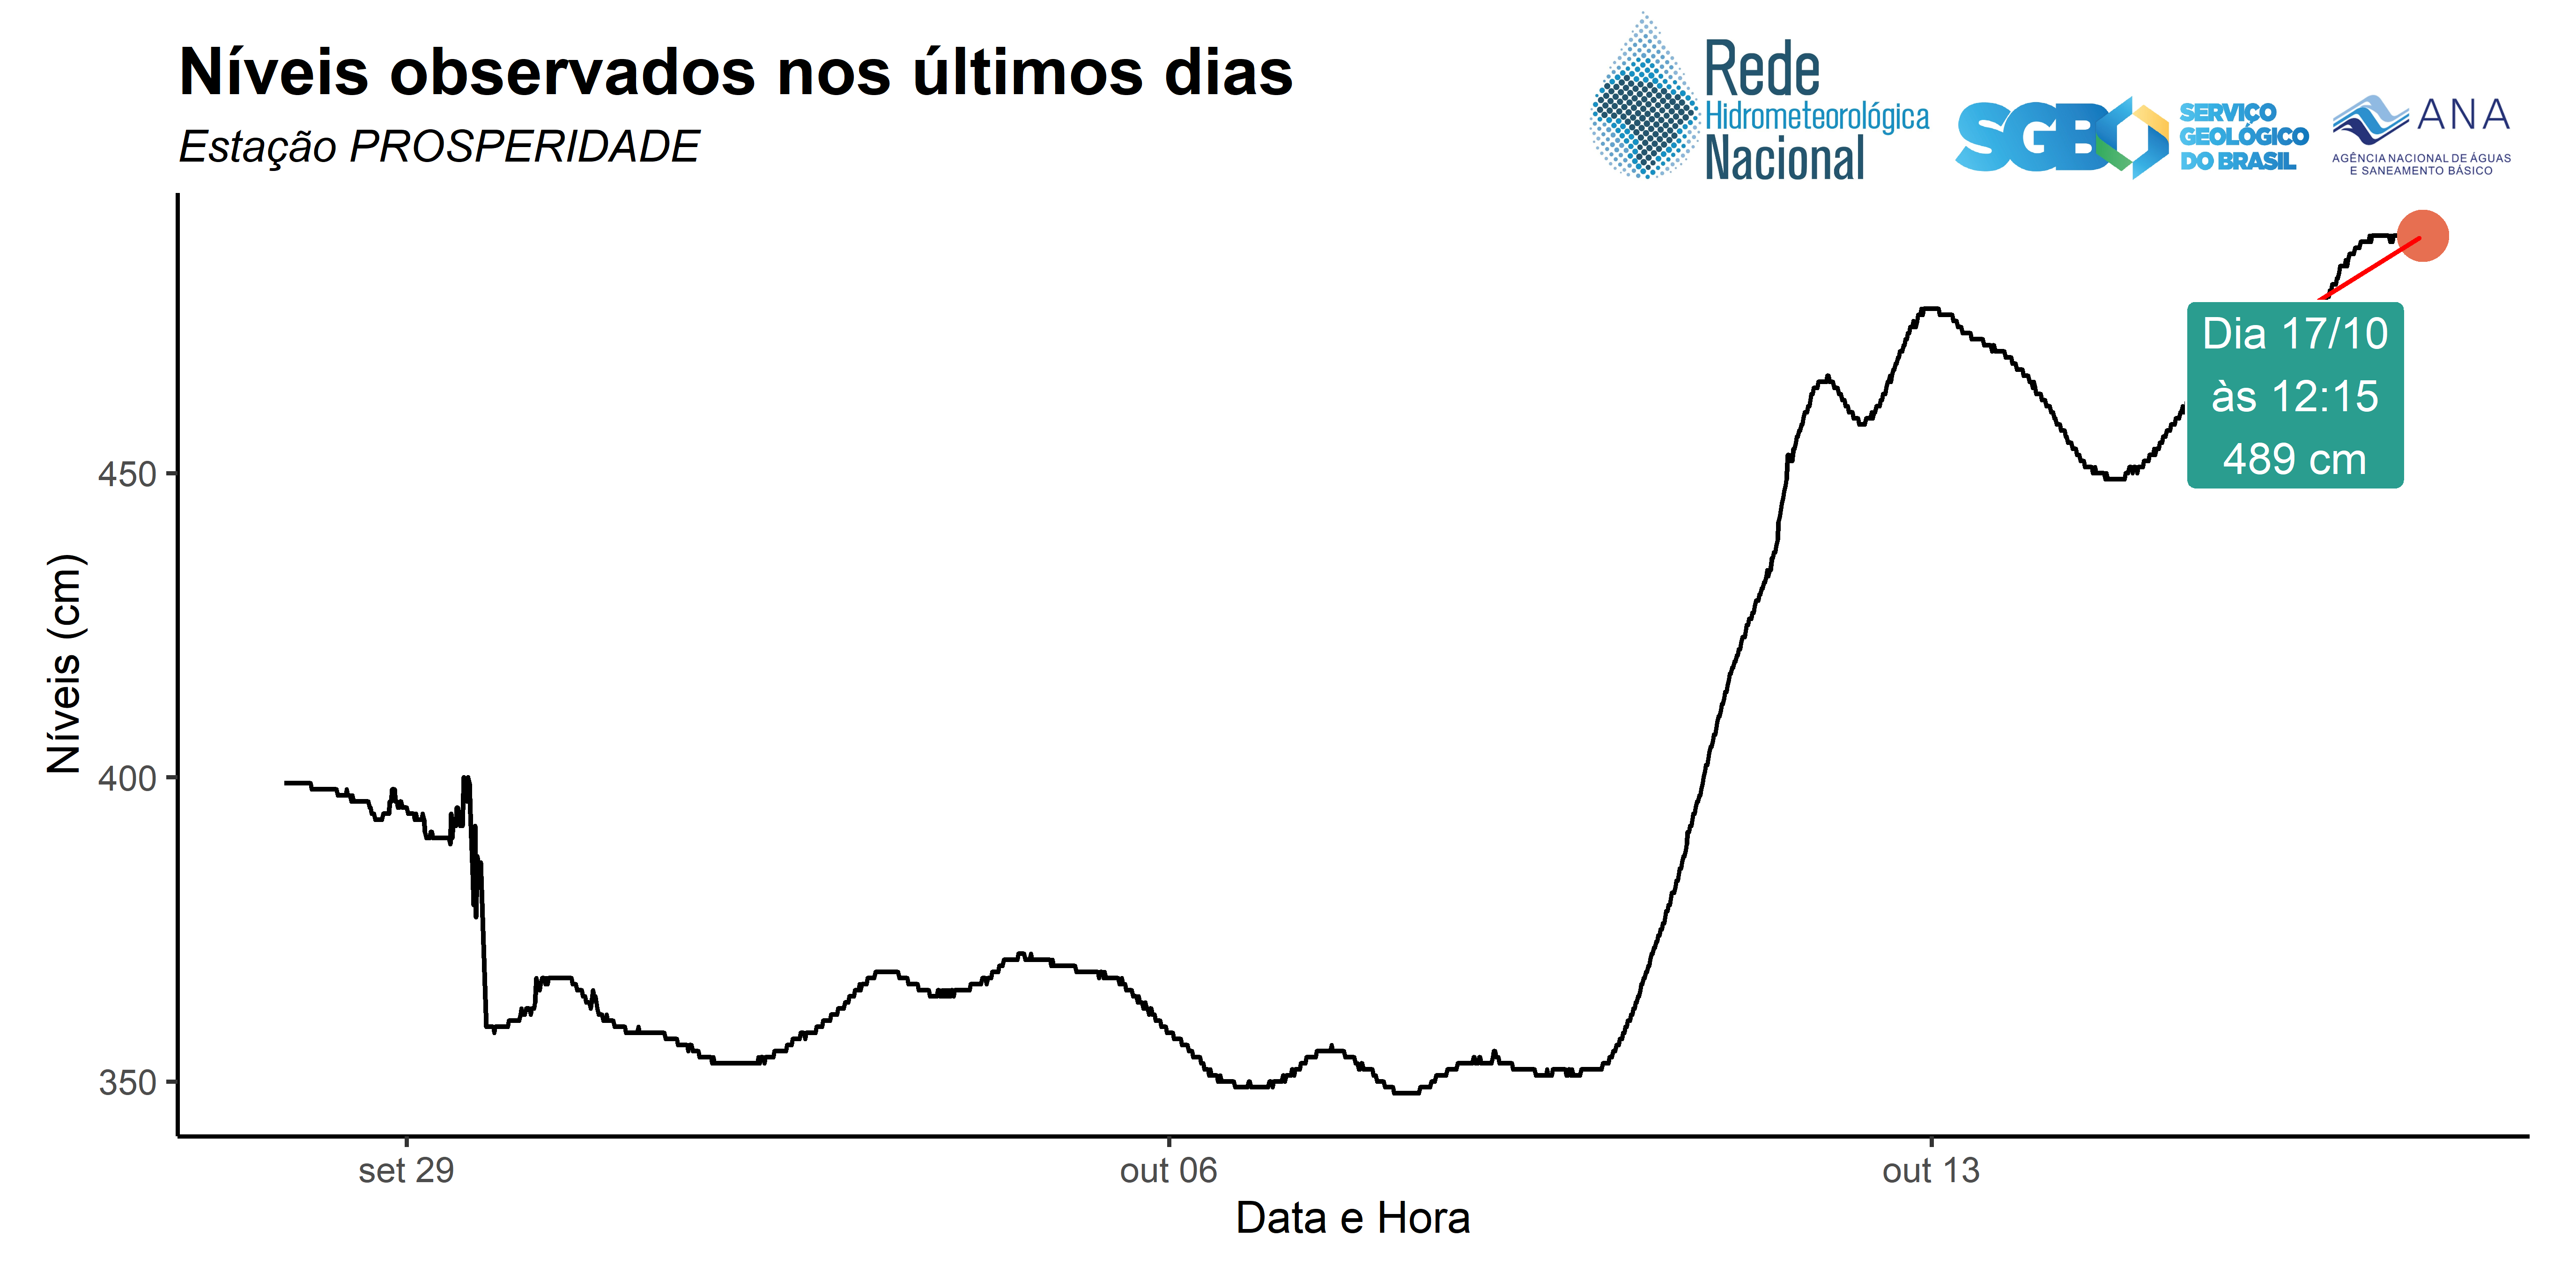 Níveis observados nos últimos dias
Estação PROSPERIDADE
Rede
Hidrometeorológica
Nacional
SGB
SERVIÇO
GEOLÓGICO
DO BRASIL
ANA
AGÊNCIA NACIONAL DE ÁGUAS
E SANEAMENTO BÁSICO
Dia 17/10
às 12:15
489 cm
Níveis (cm)
450
400
350
set 29
out 06
out 13
Data e Hora